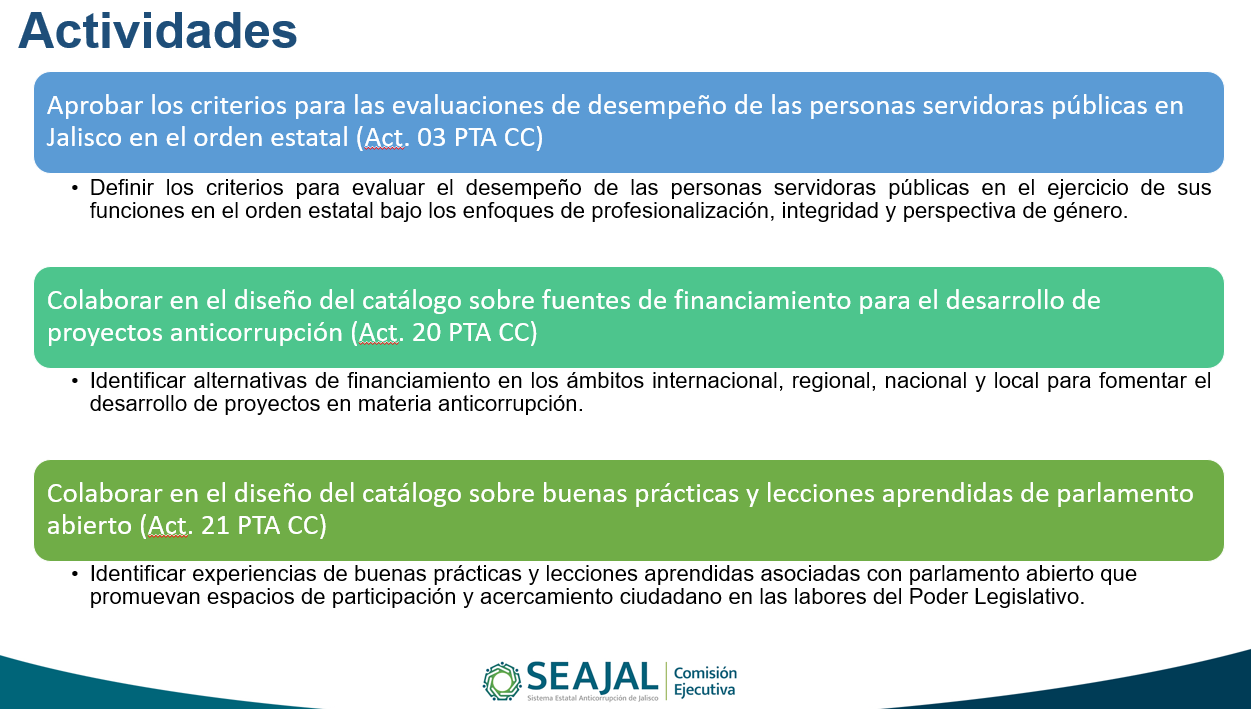 Actividades
Aprobar los criterios para las evaluaciones de desempeño de las personas servidoras públicas en
Jalisco en el orden estatal (Act. 03 PTA CC)
• Definir los criterios para evaluar el desempeño de las personas servidoras públicas en el ejercicio de sus
funciones en el orden estatal bajo los enfoques de profesionalización, integridad y perspectiva de género.
Colaborar en el diseño del catálogo sobre fuentes de financiamiento para el desarrollo de
proyectos anticorrupción (Act. 20 PTA CC)
• Identificar alternativas de financiamiento en los ámbitos internacional, regional, nacional y local para fomentar el
desarrollo de proyectos en materia anticorrupción.
Colaborar en el diseño del catálogo sobre buenas prácticas y lecciones aprendidas de parlamento
abierto (Act. 21 PTA CC)
• Identificar experiencias de buenas prácticas y lecciones aprendidas asociadas con parlamento abierto que
promuevan espacios de participación y acercamiento ciudadano en las labores del Poder Legislativo.
SEAJAL
Sistema Estatal Anticorrupción de Jalisco
Comisión
Ejecutiva